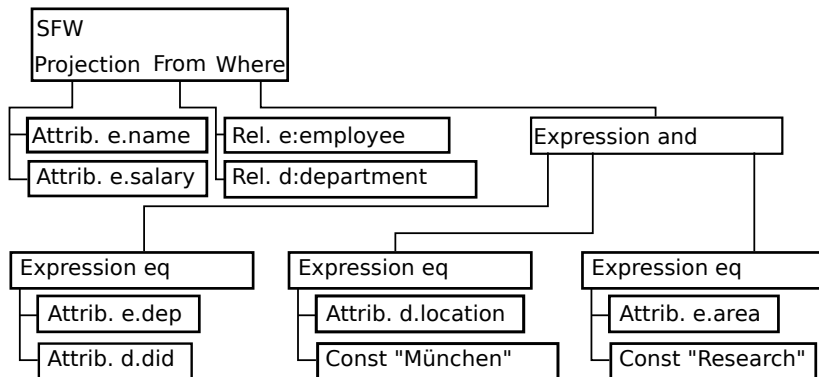 SFW
Projection From Where
Attrib. e.name
Rel. e:employee
Expression and
Attrib. e.salary
Rel. d:department
Expression eq
Expression eq
Expression eq
Attrib. e.dep
Attrib. d.location
Attrib. e.area
Attrib. d.did
Const "München"
Const "Research"